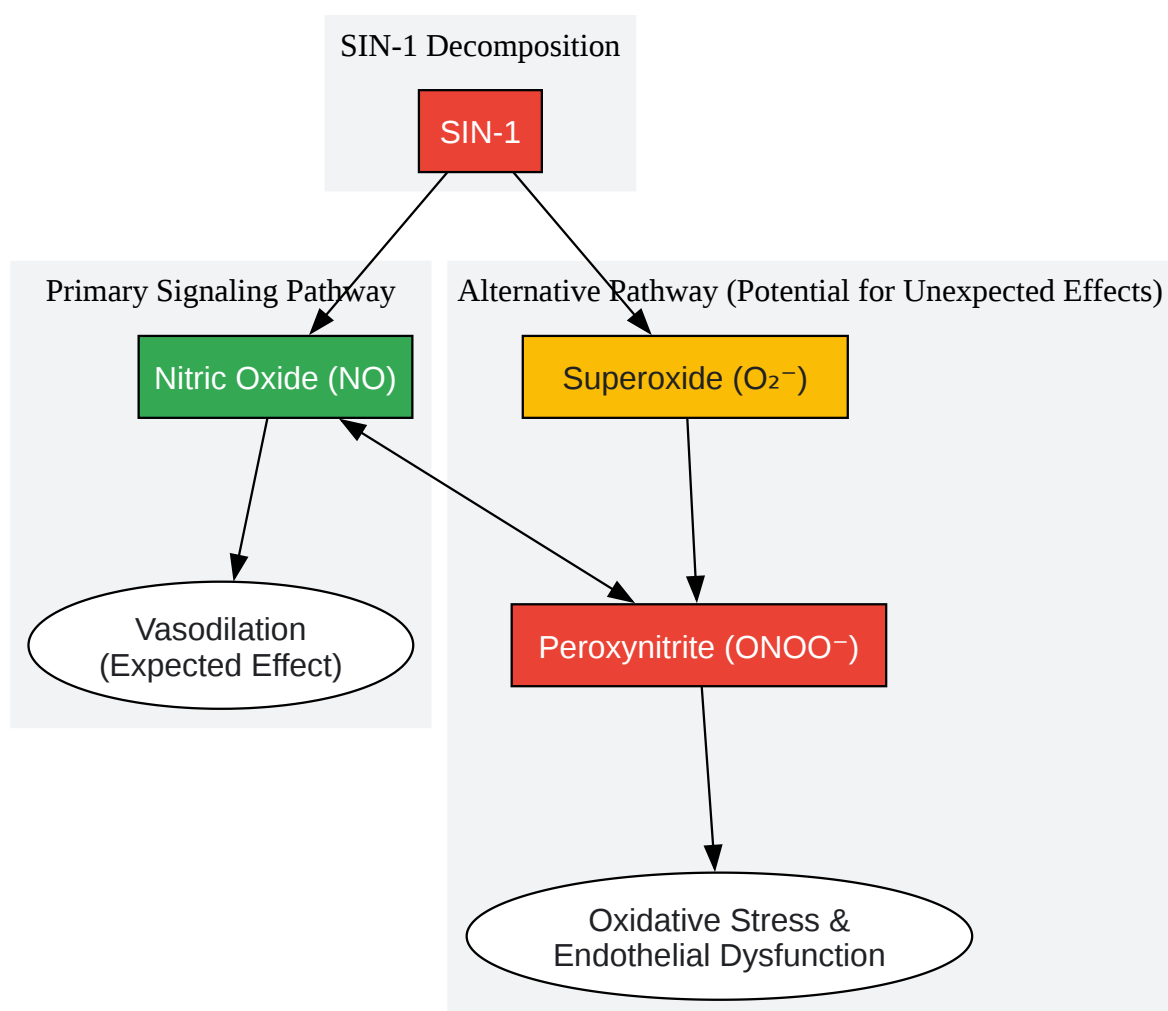 SIN-1 Decomposition
SIN-1
Primary Signaling Pathway
Alternative Pathway (Potential for Unexpected Effects)
Nitric Oxide (NO)
Superoxide (O₂⁻)
Vasodilation
(Expected Effect)
Peroxynitrite (ONOO⁻)
Oxidative Stress &
Endothelial Dysfunction